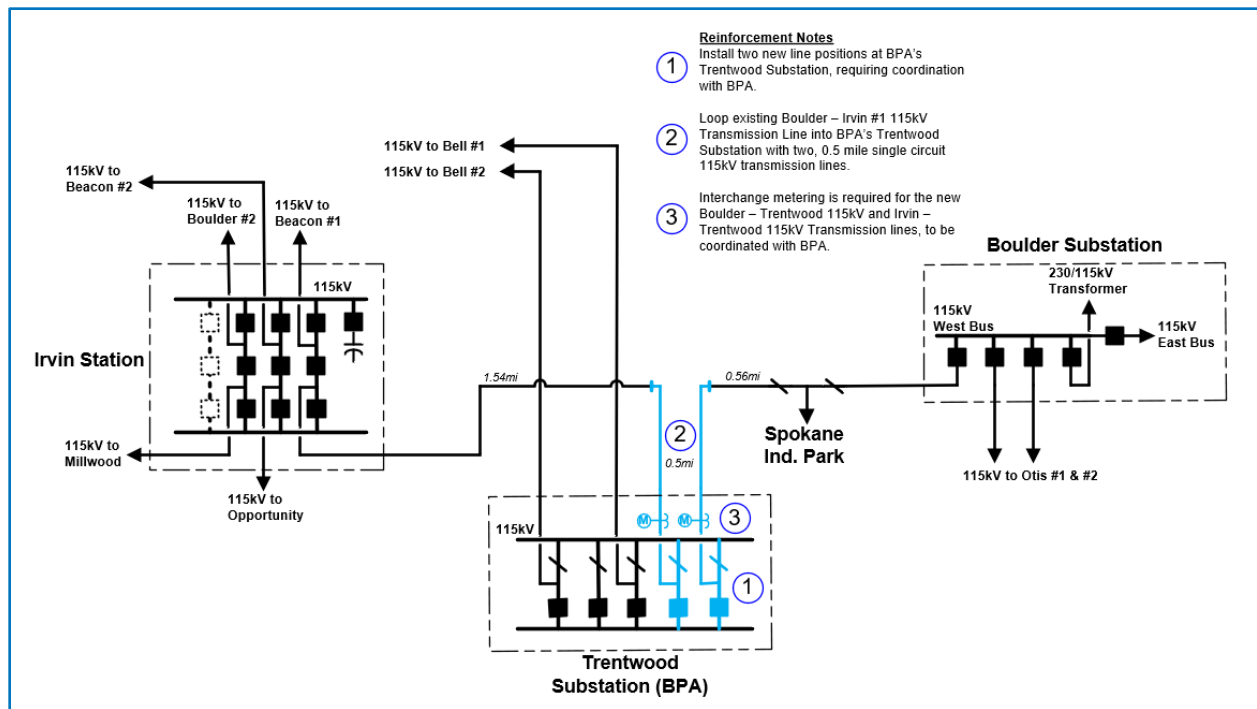 Reinforcement Notes
1
Install two new line positions at BPA's
Trentwood Substation, requiring coordination
with BPA.
2
Loop existing Boulder – Irvin #1 115kV
Transmission Line into BPA's Trentwood
Substation with two, 0.5 mile single circuit
115kV transmission lines.
3
Interchange metering is required for the new
Boulder – Trentwood 115kV and Irvin –
Trentwood 115kV Transmission lines, to be
coordinated with BPA.
115kV to Bell #1
115kV to Bell #2
115kV to
Beacon #2
115kV to
Boulder #2
115kV to
Beacon #1
115kV
Irvin Station
115kV to
Millwood
115kV to
Opportunity
1.54mi
0.56mi
2
0.5mi
Spokane
Ind. Park
Boulder Substation
230/115kV
Transformer
115kV
West Bus
115kV
East Bus
115kV to Otis #1 & #2
M
M
3
115kV
1
Trentwood
Substation (BPA)